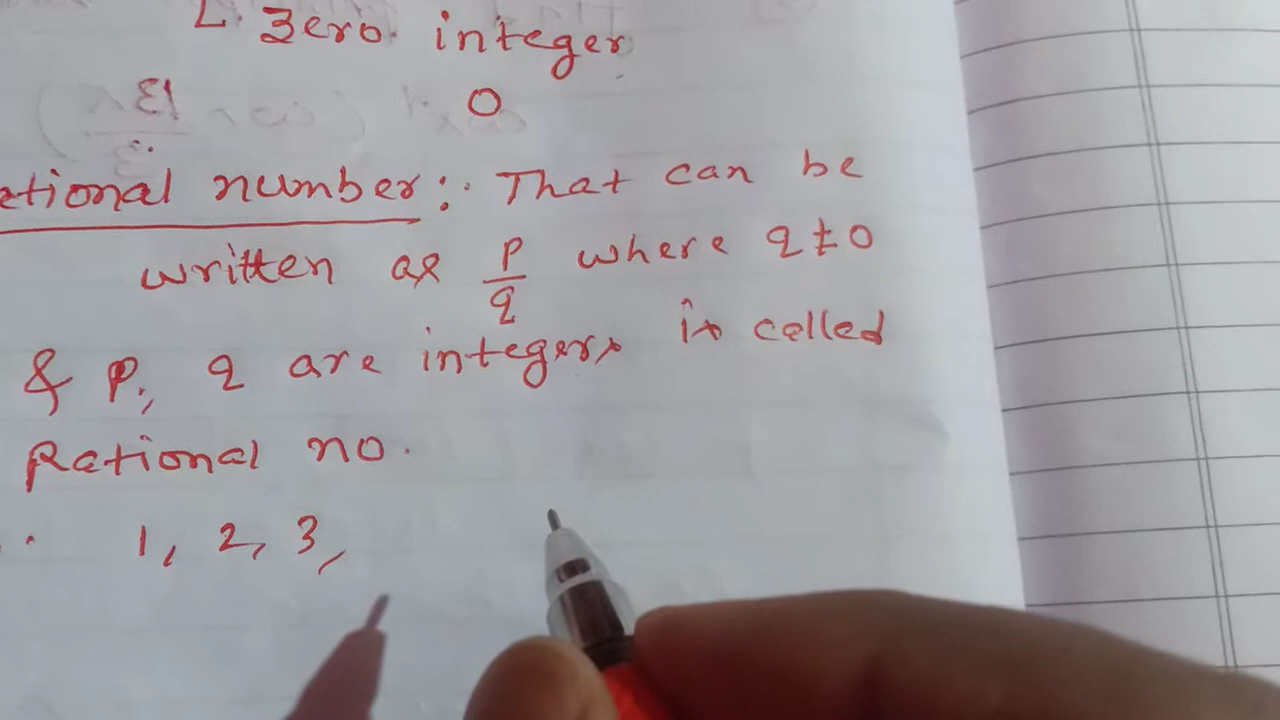 L. Zero integer
0
ational number :. That can be
written as p/q where q ≠ 0
& p, q are integers is called
Rational no.
1, 2, 3,